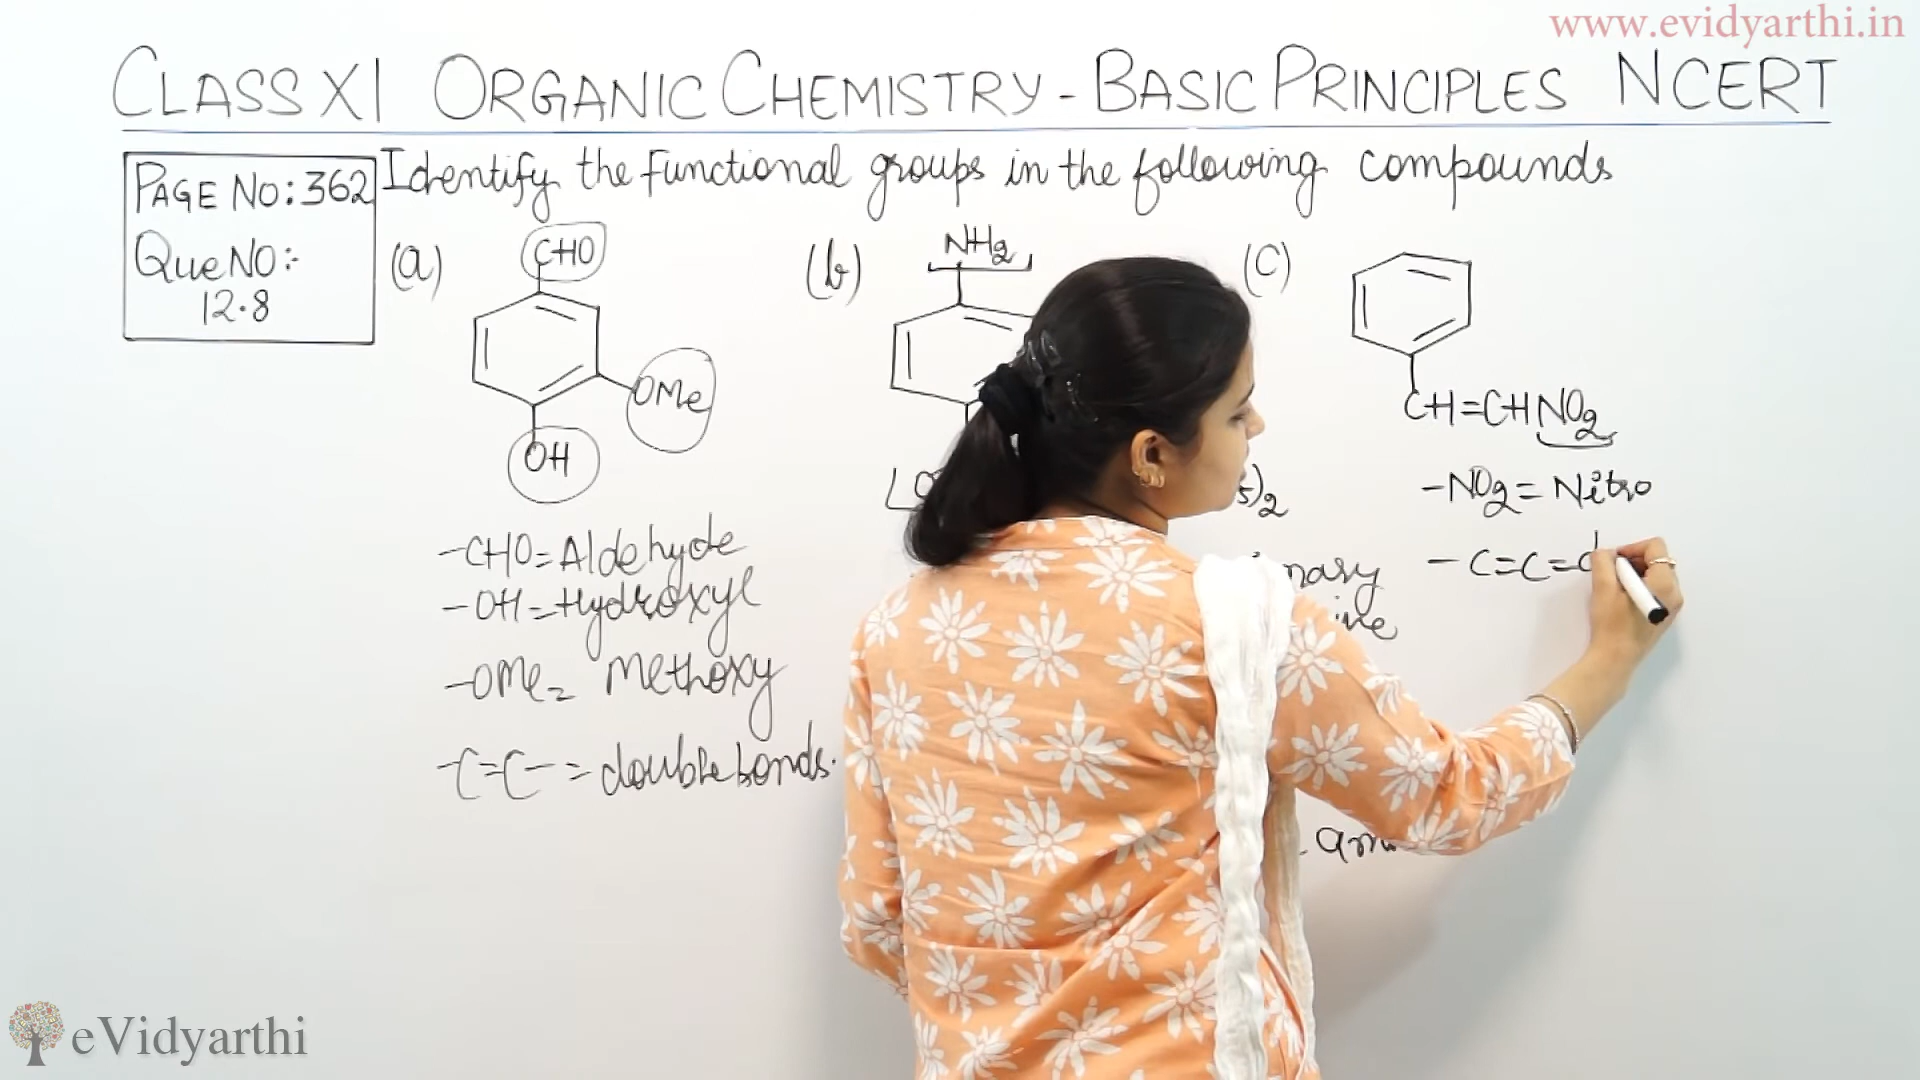 www.evidyarthi.in
CLASS XI ORGANIC CHEMISTRY - BASIC PRINCIPLES NCERT
PAGE NO: 362
Que NO:-
12.8
Identify the functional groups in the following compounds
(a)
CHO
OMe
OH
-CHO = Aldehyde
-OH = Hydroxyl
-OMe = Methoxy
-C=C- = double bonds.
(b)
NH2
)2
(C)
CH=CHNO2
-NO2 = Nitro
-C=C=C
eVidyarthi